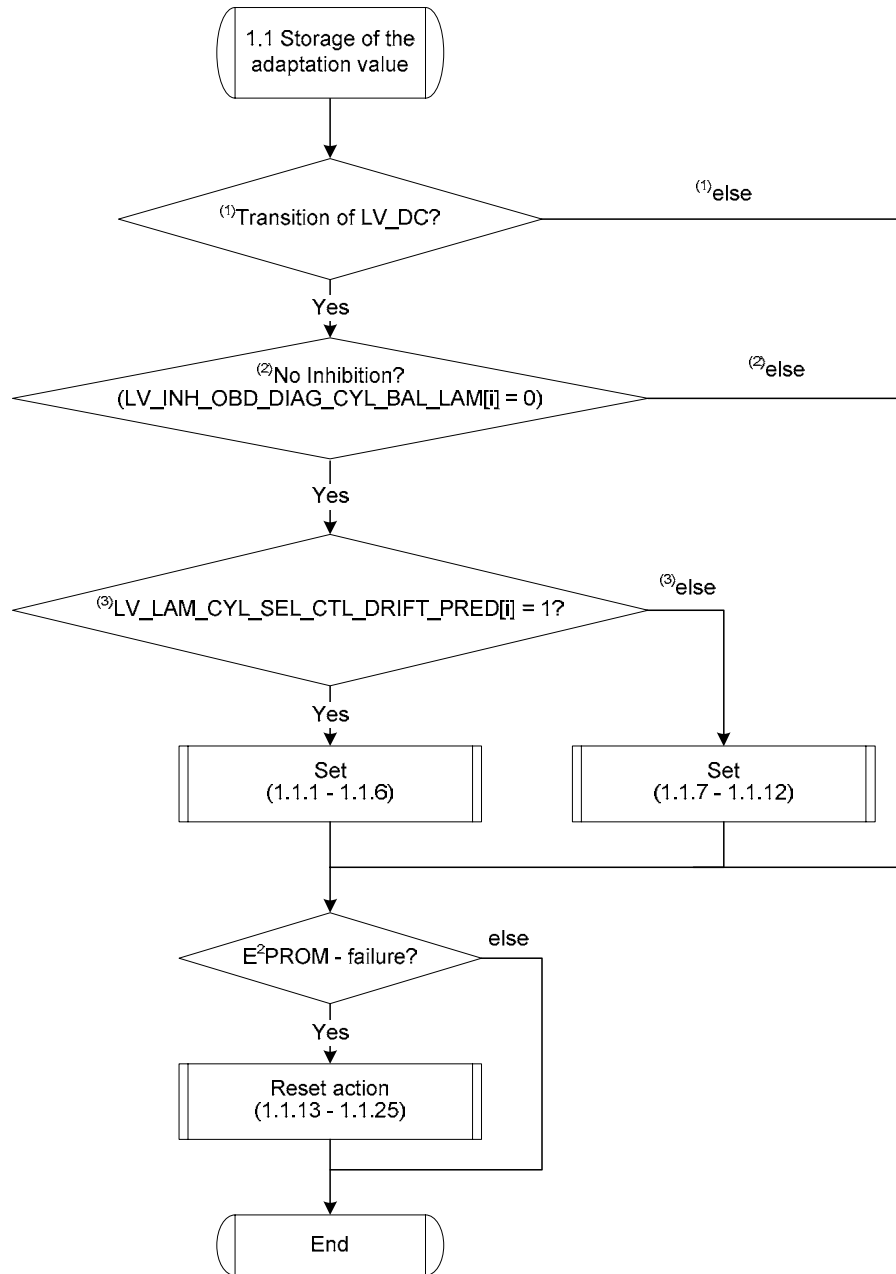 1.1 Storage of the
adaptation value
(1)Transition of LV_DC?
(1)else
Yes
(2)No Inhibition?
(LV_INH_OBD_DIAG_CYL_BAL_LAM[i] = 0)
(2)else
Yes
(3)LV_LAM_CYL_SEL_CTL_DRIFT_PRED[i] = 1?
(3)else
Yes
Set
(1.1.1 - 1.1.6)
Set
(1.1.7 - 1.1.12)
E2PROM - failure?
else
Yes
Reset action
(1.1.13 - 1.1.25)
End